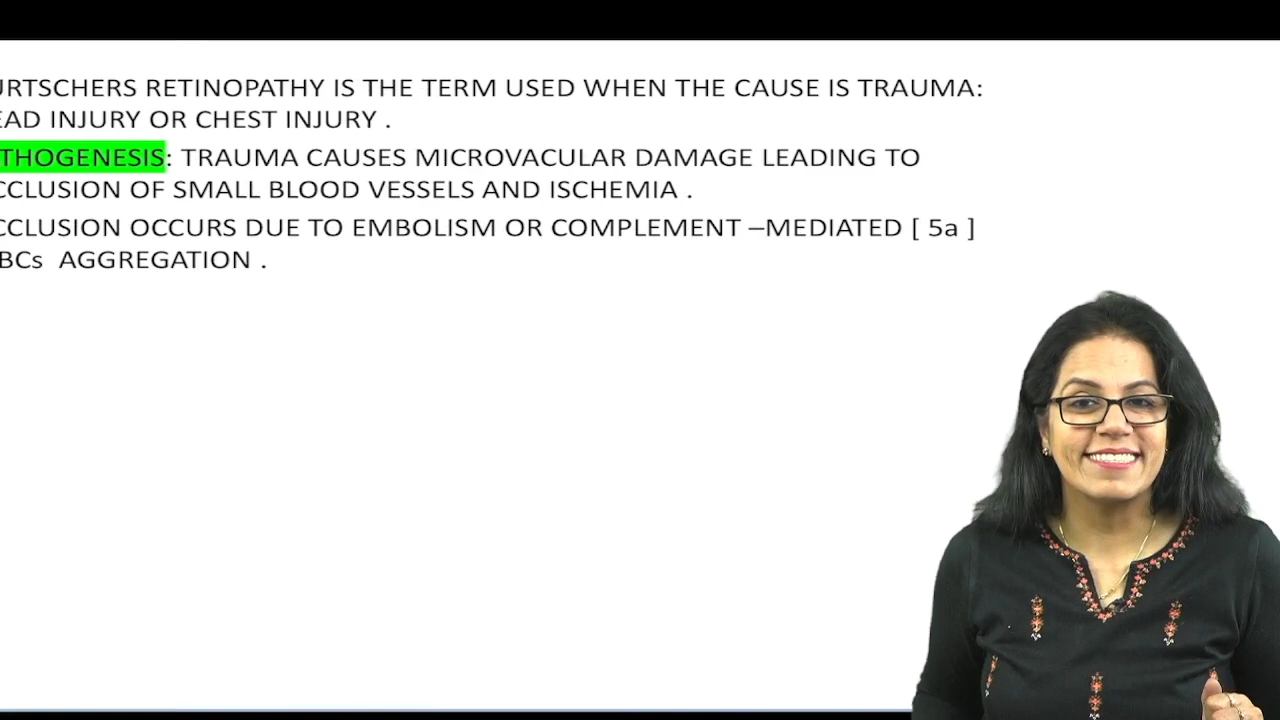 URTSCHERS RETINOPATHY IS THE TERM USED WHEN THE CAUSE IS TRAUMA:
EAD INJURY OR CHEST INJURY .
THOGENESIS: TRAUMA CAUSES MICROVACULAR DAMAGE LEADING TO
CCLUSION OF SMALL BLOOD VESSELS AND ISCHEMIA .
CCLUSION OCCURS DUE TO EMBOLISM OR COMPLEMENT –MEDIATED [ 5a ]
BCs AGGREGATION .